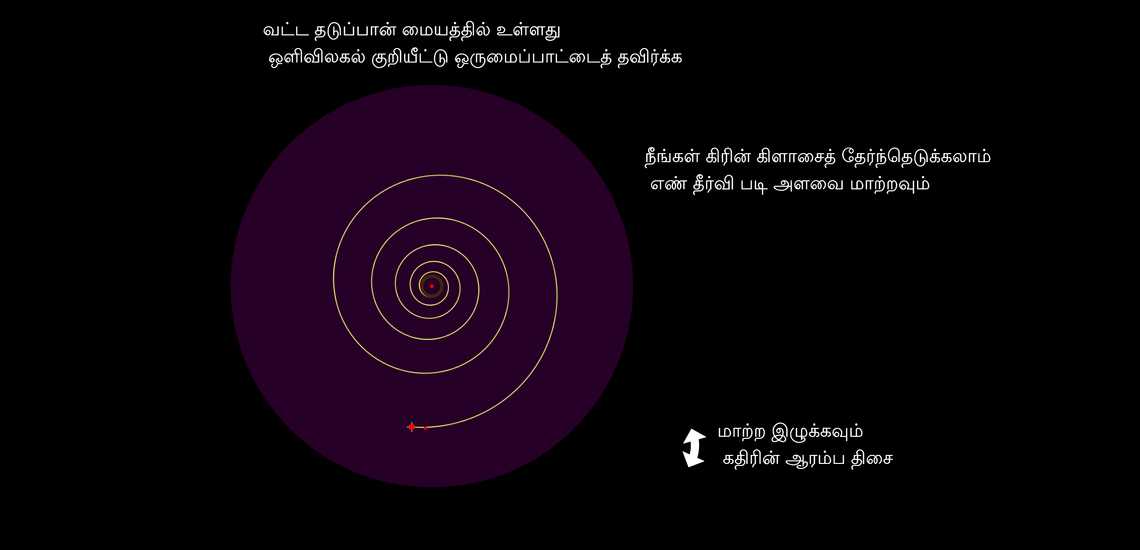 வட்ட தடுப்பான் மையத்தில் உள்ளது
ஒளிவிலகல் குறியீட்டு ஒருமைப்பாட்டைத் தவிர்க்க
நீங்கள் கிரின் கிளாசைத் தேர்ந்தெடுக்கலாம்
எண் தீர்வி படி அளவை மாற்றவும்
மாற்ற இழுக்கவும்
கதிரின் ஆரம்ப திசை